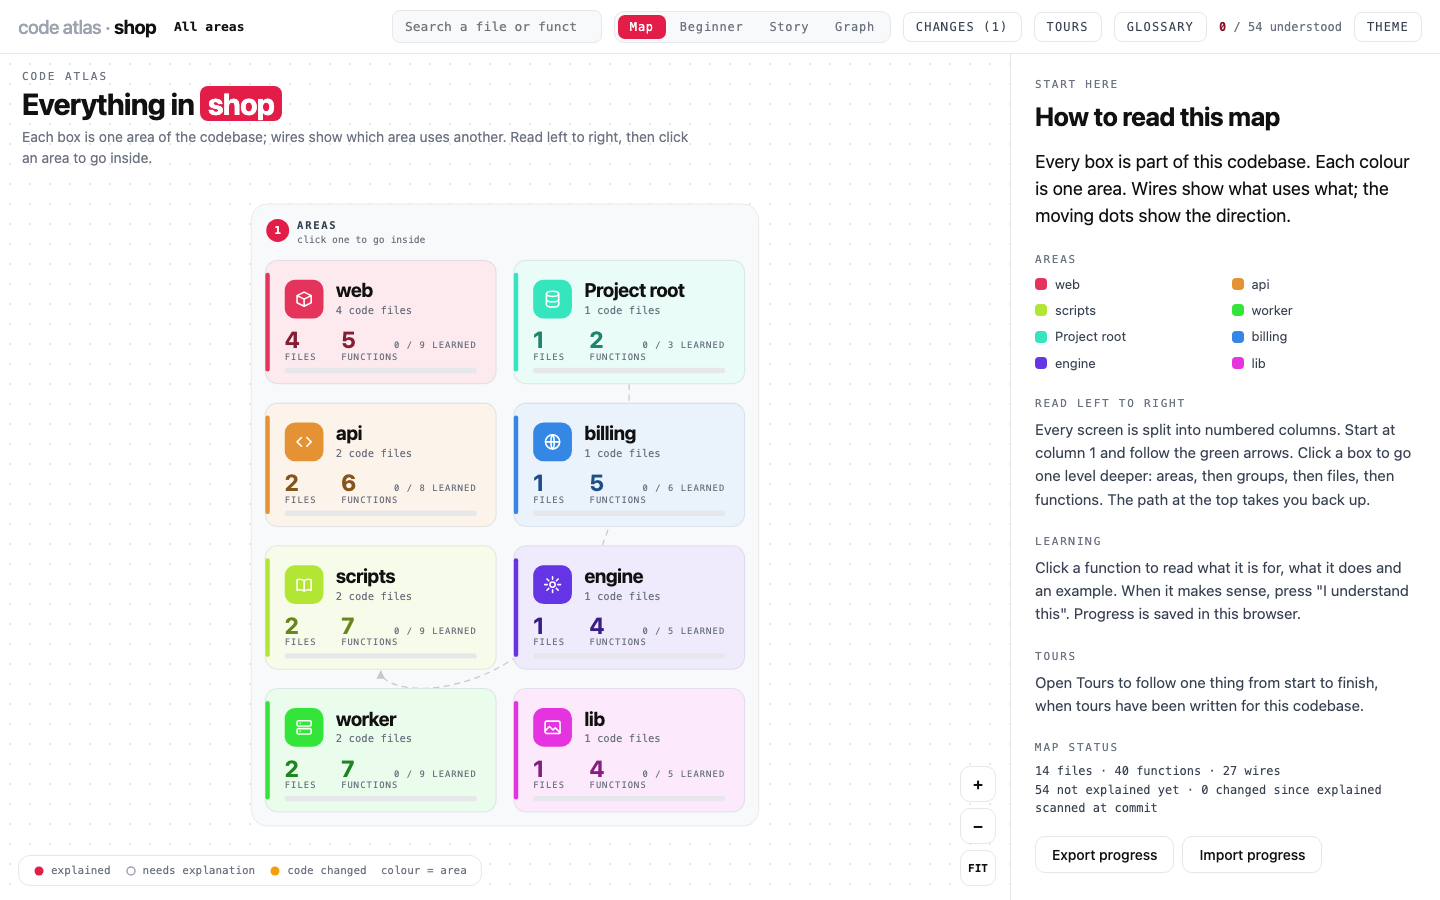 code atlas · shop All areas
Search a file or funct
Map Beginner Story Graph
CHANGES (1) TOURS GLOSSARY 0 / 54 understood THEME
CODE ATLAS
Everything in shop
Each box is one area of the codebase; wires show which area uses another. Read left to right, then click
an area to go inside.
1 AREAS
click one to go inside
web
4 code files
4 5 0 / 9 LEARNED
FILES FUNCTIONS
Project root
1 code files
1 2 0 / 3 LEARNED
FILES FUNCTIONS
api
2 code files
2 6 0 / 8 LEARNED
FILES FUNCTIONS
billing
1 code files
1 5 0 / 6 LEARNED
FILES FUNCTIONS
scripts
2 code files
2 7 0 / 9 LEARNED
FILES FUNCTIONS
engine
1 code files
1 4 0 / 5 LEARNED
FILES FUNCTIONS
worker
2 code files
2 7 0 / 9 LEARNED
FILES FUNCTIONS
lib
1 code files
1 4 0 / 5 LEARNED
FILES FUNCTIONS
+
−
FIT
explained needs explanation code changed colour = area
START HERE
How to read this map
Every box is part of this codebase. Each colour
is one area. Wires show what uses what; the
moving dots show the direction.
AREAS
web api
scripts worker
Project root billing
engine lib
READ LEFT TO RIGHT
Every screen is split into numbered columns. Start at
column 1 and follow the green arrows. Click a box to go
one level deeper: areas, then groups, then files, then
functions. The path at the top takes you back up.
LEARNING
Click a function to read what it is for, what it does and
an example. When it makes sense, press "I understand
this". Progress is saved in this browser.
TOURS
Open Tours to follow one thing from start to finish,
when tours have been written for this codebase.
MAP STATUS
14 files · 40 functions · 27 wires
54 not explained yet · 0 changed since explained
scanned at commit
Export progress Import progress